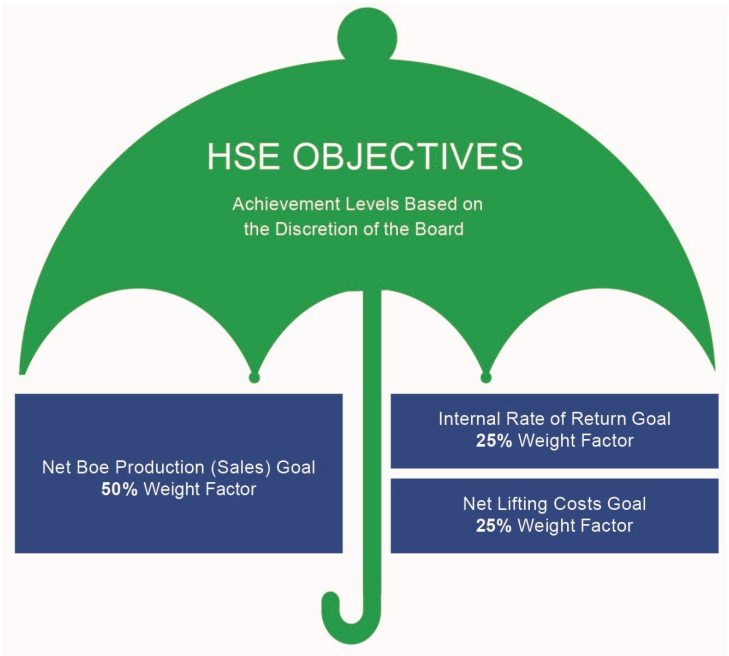 HSE OBJECTIVES
Achievement Levels Based on
the Discretion of the Board
Net Boe Production (Sales) Goal
50% Weight Factor
Internal Rate of Return Goal
25% Weight Factor
Net Lifting Costs Goal
25% Weight Factor